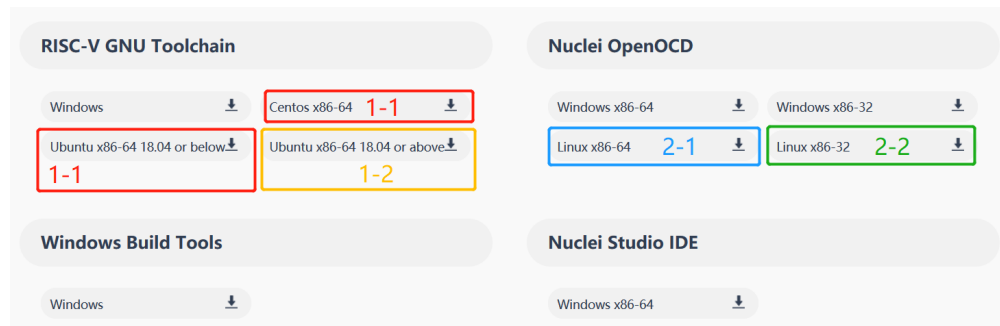 RISC-V GNU Toolchain
Nuclei OpenOCD
Windows
Centos x86-64
1-1
Windows x86-64
Windows x86-32
Ubuntu x86-64 18.04 or below
1-1
Ubuntu x86-64 18.04 or above
1-2
Linux x86-64
2-1
Linux x86-32
2-2
Windows Build Tools
Nuclei Studio IDE
Windows
Windows x86-64